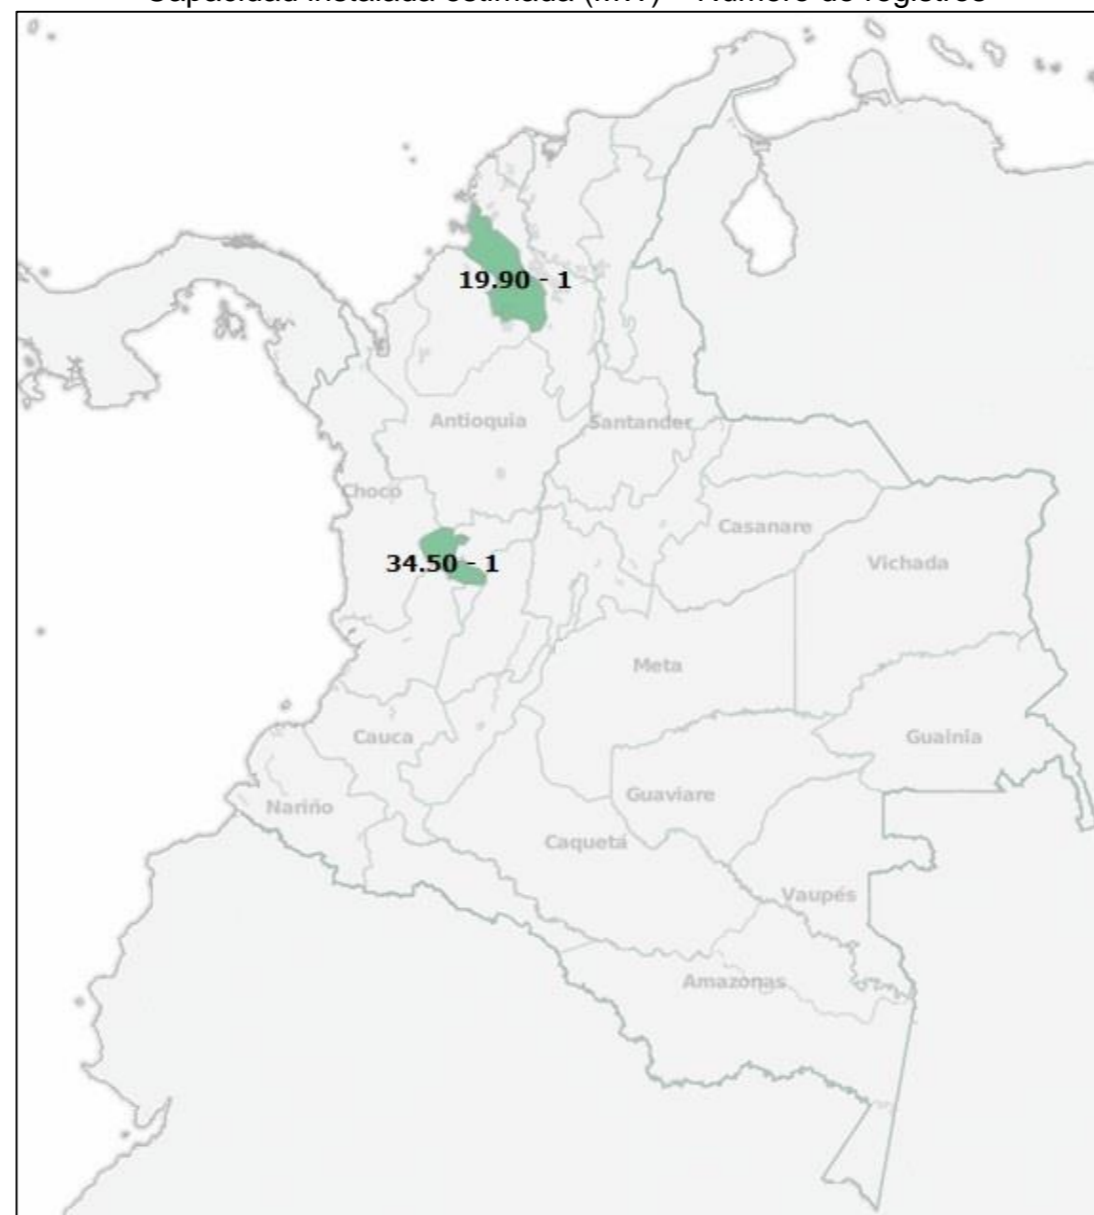 Capacidad instalada estimada (MW) – Número de registros
19.90 - 1
Antioquia
Santander
Chocó
Casanare
34.50 - 1
Vichada
Meta
Cauca
Guainía
Guaviare
Nariño
Caquetá
Vaupés
Amazonas